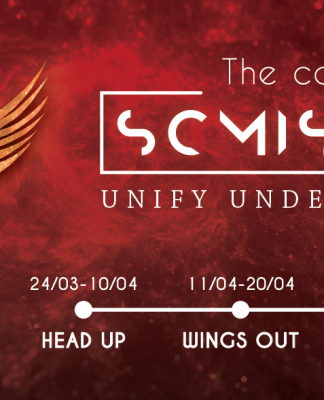 The co
SCMIS
UNIFY UNDE
24/03-10/04 11/04-20/04
HEAD UP WINGS OUT